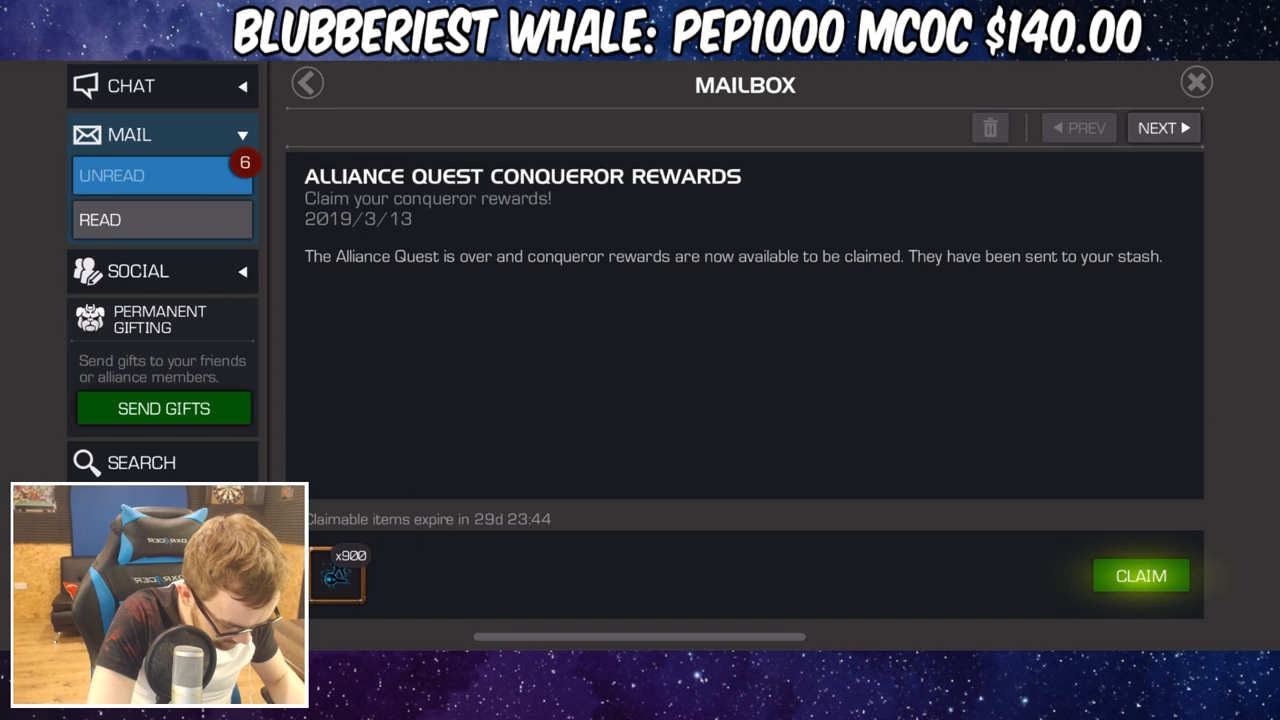 BLUBBERIEST WHALE: PEP1000 MCOC $140.00
CHAT
MAILBOX
MAIL
PREV
NEXT
6
UNREAD
READ
ALLIANCE QUEST CONQUEROR REWARDS
Claim your conqueror rewards!
2019/3/13
The Alliance Quest is over and conqueror rewards are now available to be claimed. They have been sent to your stash.
SOCIAL
PERMANENT
GIFTING
Send gifts to your friends
or alliance members.
SEND GIFTS
SEARCH
Claimable items expire in 29d 23:44
x900
CLAIM